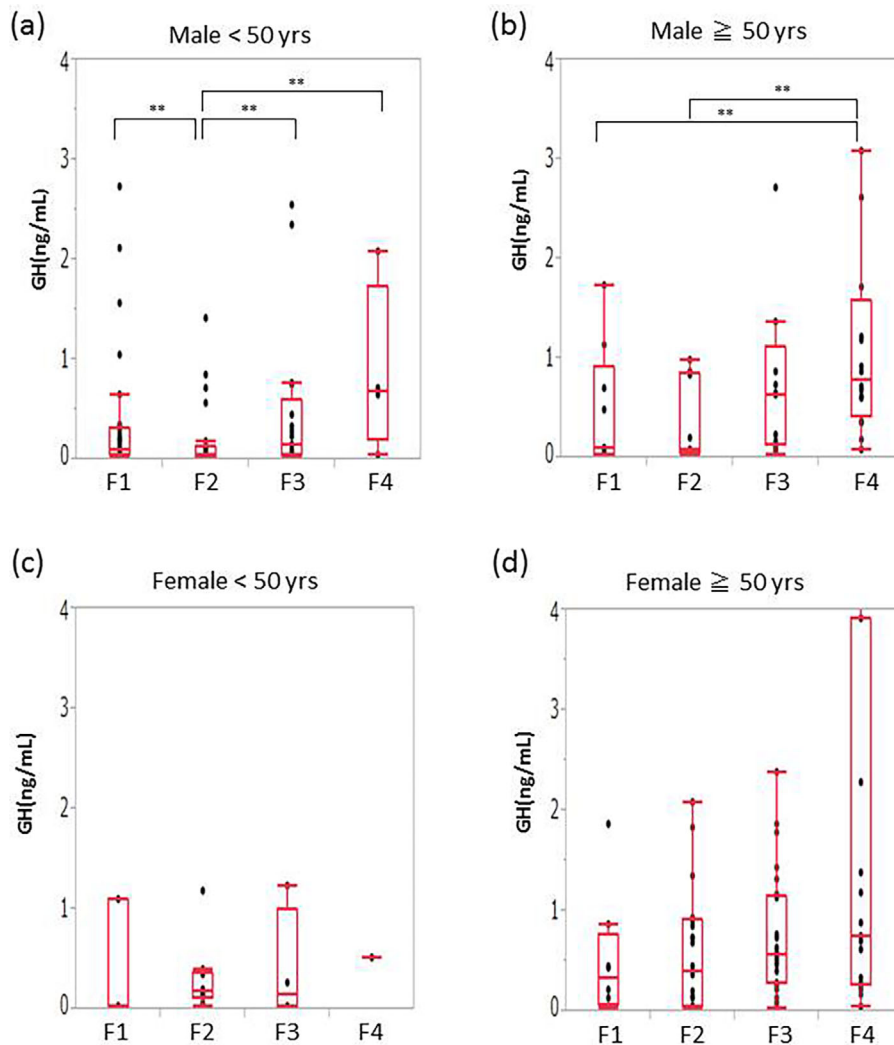 (a)
Male < 50 yrs
GH(ng/mL)
4
3
2
1
0
**
**
**
F1 F2 F3 F4
(b)
Male ≧ 50 yrs
GH(ng/mL)
4
3
2
1
0
**
**
F1 F2 F3 F4
(c)
Female < 50 yrs
GH(ng/mL)
4
3
2
1
0
F1 F2 F3 F4
(d)
Female ≧ 50 yrs
GH(ng/mL)
4
3
2
1
0
F1 F2 F3 F4